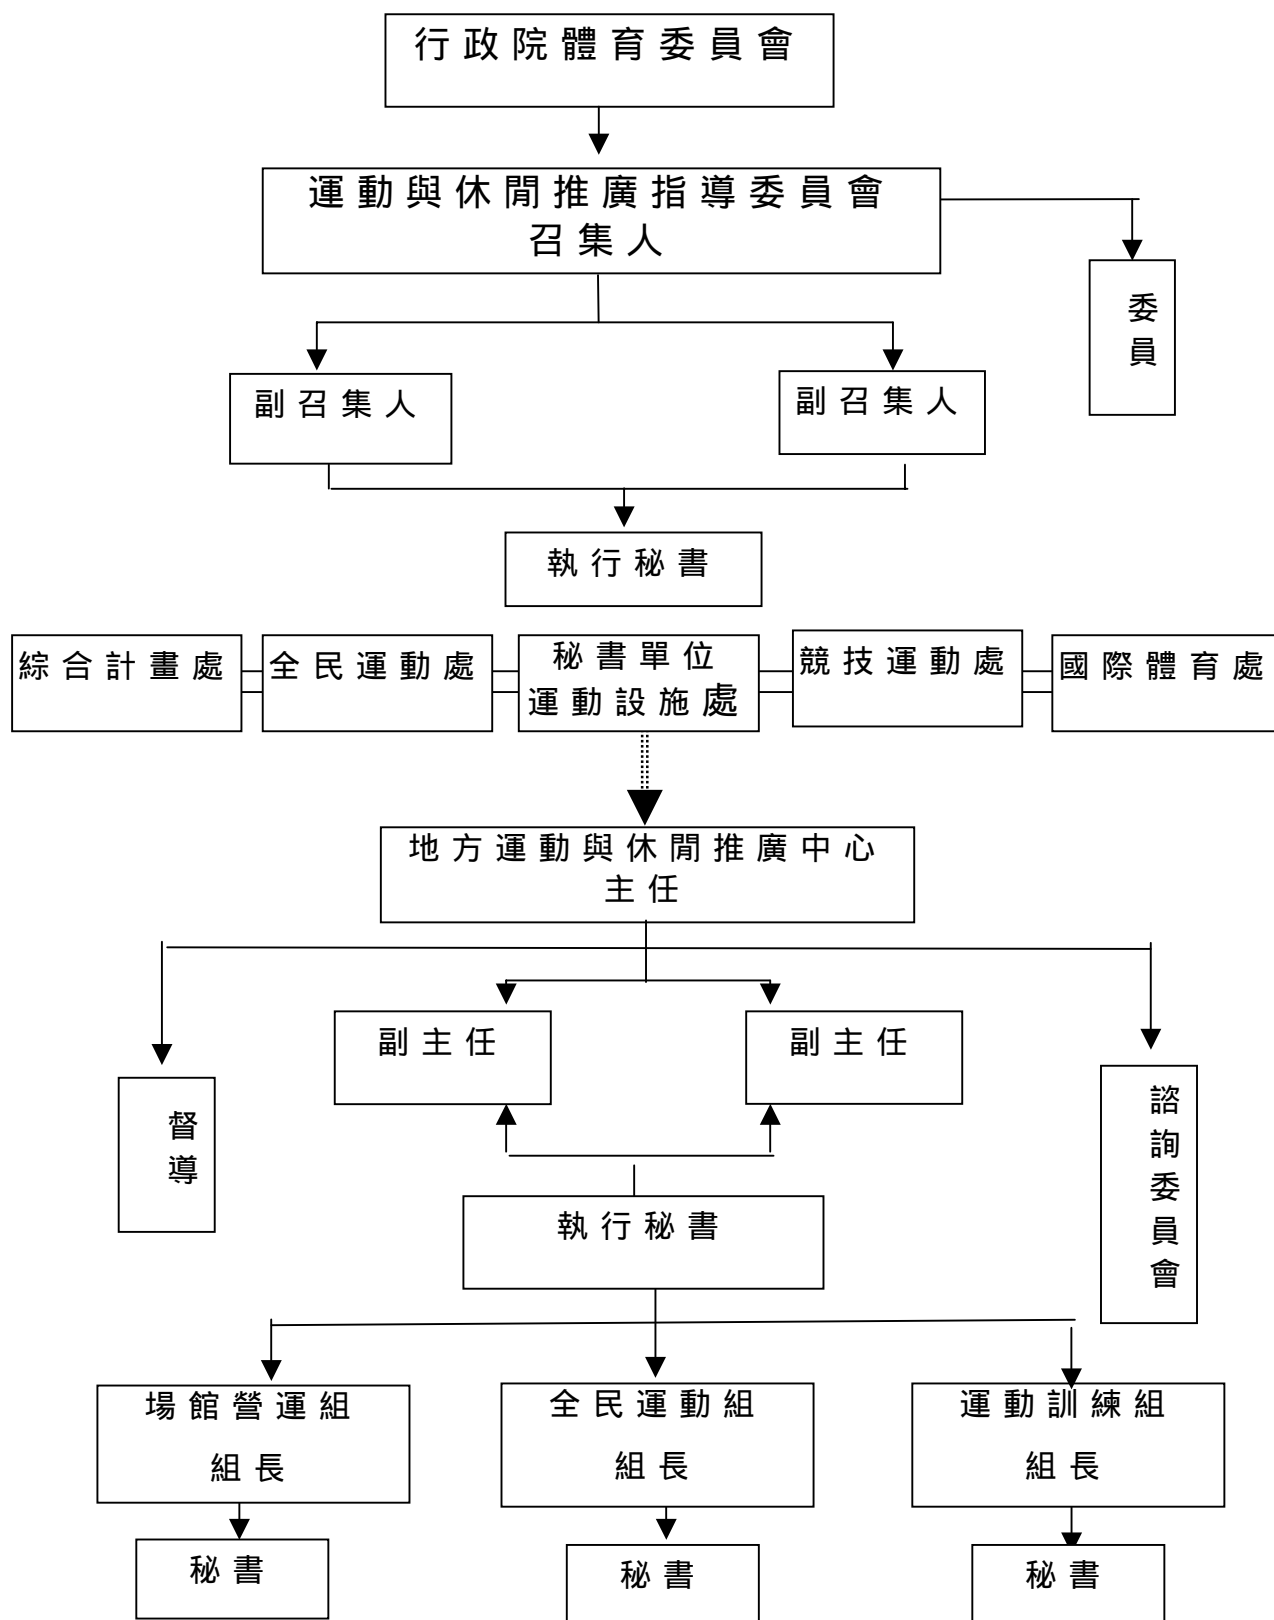 行政院體育委員會
運動與休閒推廣指導委員會
召集人
委員
副召集人
副召集人
執行秘書
綜合計畫處
全民運動處
秘書單位
運動設施處
競技運動處
國際體育處
地方運動與休閒推廣中心
主任
副主任
副主任
督導
諮詢委員會
執行秘書
場館營運組
組長
全民運動組
組長
運動訓練組
組長
秘書
秘書
秘書